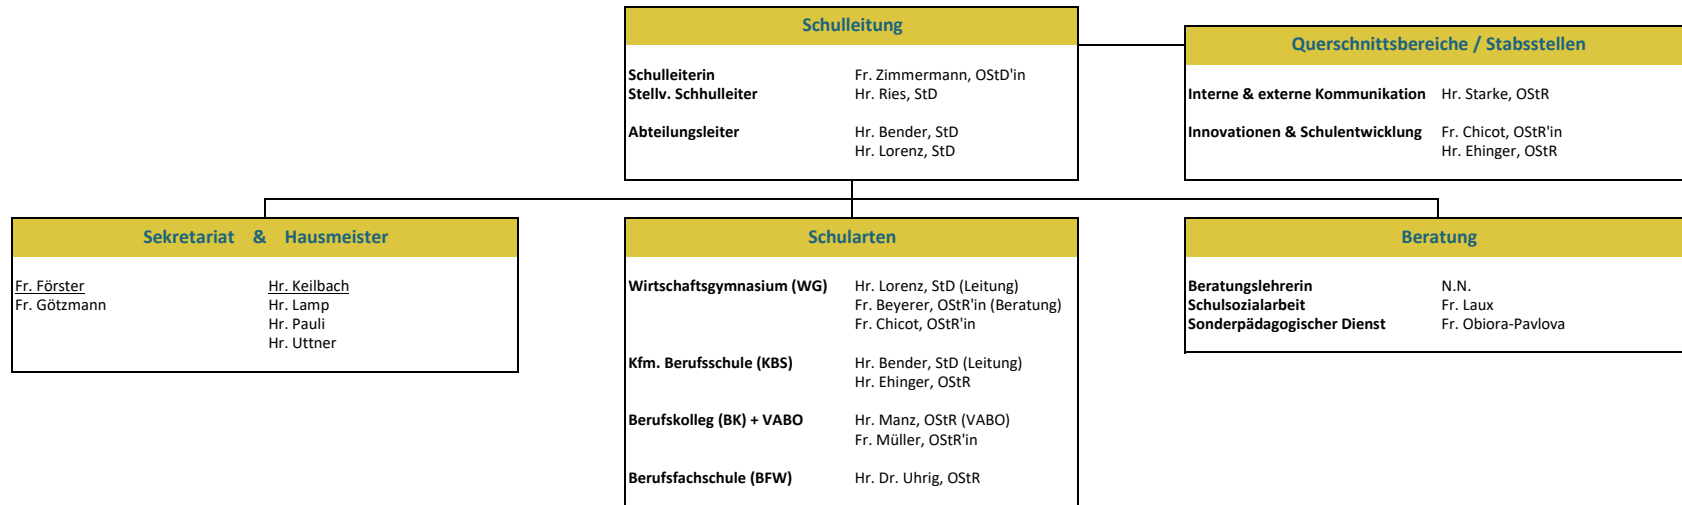 Schulleitung
Schulleiterin Fr. Zimmermann, OStD'in
Stellv. Schhulleiter Hr. Ries, StD
Abteilungsleiter Hr. Bender, StD
Hr. Lorenz, StD
Querschnittsbereiche / Stabsstellen
Interne & externe Kommunikation Hr. Starke, OStR
Innovationen & Schulentwicklung Fr. Chicot, OStR'in
Hr. Ehinger, OStR
Sekretariat & Hausmeister
Fr. Förster Hr. Keilbach
Fr. Götzmann Hr. Lamp
Hr. Pauli
Hr. Uttner
Schularten
Wirtschaftsgymnasium (WG) Hr. Lorenz, StD (Leitung)
Fr. Beyerer, OStR'in (Beratung)
Fr. Chicot, OStR'in
Kfm. Berufsschule (KBS) Hr. Bender, StD (Leitung)
Hr. Ehinger, OStR
Berufskolleg (BK) + VABO Hr. Manz, OStR (VABO)
Fr. Müller, OStR'in
Berufsfachschule (BFW) Hr. Dr. Uhrig, OStR
Beratung
Beratungslehrerin N.N.
Schulsozialarbeit Fr. Laux
Sonderpädagogischer Dienst Fr. Obiora-Pavlova